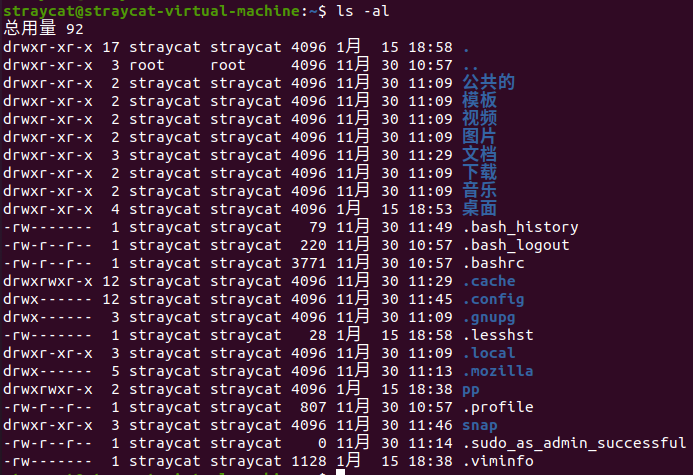 straycat@straycat-virtual-machine:~$ ls -al
总用量 92
drwxr-xr-x 17 straycat straycat 4096 1月  15 18:58 .
drwxr-xr-x  3 root     root     4096 11月 30 10:57 ..
drwxr-xr-x  2 straycat straycat 4096 11月 30 11:09 公共的
drwxr-xr-x  2 straycat straycat 4096 11月 30 11:09 模板
drwxr-xr-x  2 straycat straycat 4096 11月 30 11:09 视频
drwxr-xr-x  2 straycat straycat 4096 11月 30 11:09 图片
drwxr-xr-x  3 straycat straycat 4096 11月 30 11:29 文档
drwxr-xr-x  2 straycat straycat 4096 11月 30 11:09 下载
drwxr-xr-x  2 straycat straycat 4096 11月 30 11:09 音乐
drwxr-xr-x  4 straycat straycat 4096 1月  15 18:53 桌面
-rw-------  1 straycat straycat   79 11月 30 11:49 .bash_history
-rw-r--r--  1 straycat straycat  220 11月 30 10:57 .bash_logout
-rw-r--r--  1 straycat straycat 3771 11月 30 10:57 .bashrc
drwxrwxr-x 12 straycat straycat 4096 11月 30 11:29 .cache
drwx------ 12 straycat straycat 4096 11月 30 11:45 .config
drwx------  3 straycat straycat 4096 11月 30 11:09 .gnupg
-rw-------  1 straycat straycat   28 1月  15 18:58 .lesshst
drwxr-xr-x  3 straycat straycat 4096 11月 30 11:09 .local
drwx------  5 straycat straycat 4096 11月 30 11:13 .mozilla
drwxrwxr-x  2 straycat straycat 4096 1月  15 18:38 pp
-rw-r--r--  1 straycat straycat  807 11月 30 10:57 .profile
drwxr-xr-x  3 straycat straycat 4096 11月 30 11:46 snap
-rw-r--r--  1 straycat straycat    0 11月 30 11:14 .sudo_as_admin_successful
-rw-------  1 straycat straycat 1128 1月  15 18:38 .viminfo